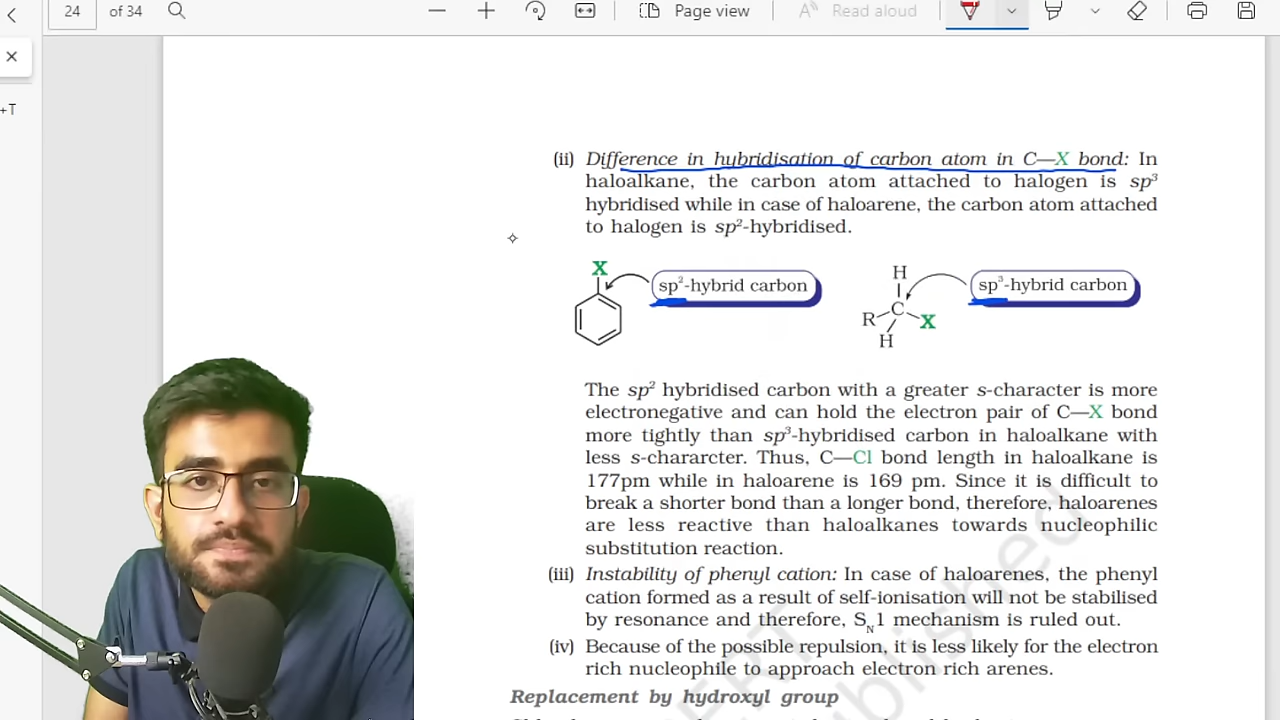 24 of 34 Page view Read aloud
+T
(ii) Difference in hybridisation of carbon atom in C—X bond: In
haloalkane, the carbon atom attached to halogen is sp³
hybridised while in case of haloarene, the carbon atom attached
to halogen is sp²-hybridised.
X
sp²-hybrid carbon
H
sp³-hybrid carbon
R C X
H
The sp² hybridised carbon with a greater s-character is more
electronegative and can hold the electron pair of C—X bond
more tightly than sp³-hybridised carbon in haloalkane with
less s-chararcter. Thus, C—Cl bond length in haloalkane is
177pm while in haloarene is 169 pm. Since it is difficult to
break a shorter bond than a longer bond, therefore, haloarenes
are less reactive than haloalkanes towards nucleophilic
substitution reaction.
(iii) Instability of phenyl cation: In case of haloarenes, the phenyl
cation formed as a result of self-ionisation will not be stabilised
by resonance and therefore, SN1 mechanism is ruled out.
(iv) Because of the possible repulsion, it is less likely for the electron
rich nucleophile to approach electron rich arenes.
Replacement by hydroxyl group